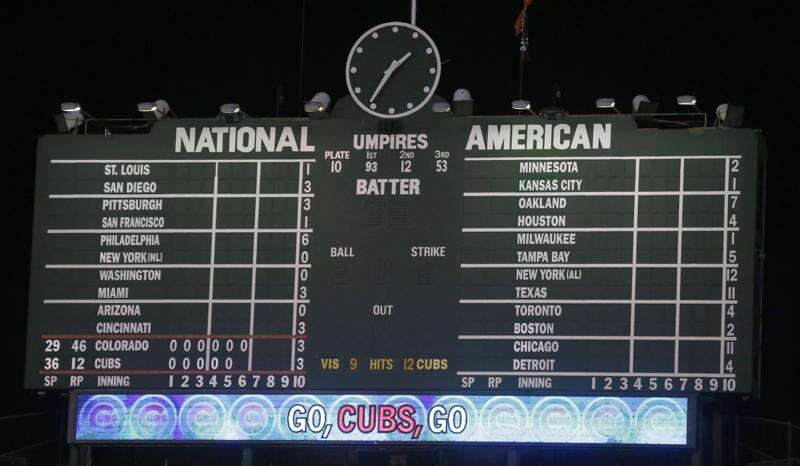 NATIONAL
ST. LOUIS 1
SAN DIEGO 3
PITTSBURGH 3
SAN FRANCISCO 1
PHILADELPHIA 6
NEW YORK (NL) 0
WASHINGTON 0
MIAMI 3
ARIZONA 0
CINCINNATI 3
29 46 COLORADO 0 0 0 0 0 0 3
36 12 CUBS 0 0 0 0 0 3
SP RP INNING 1 2 3 4 5 6 7 8 9 10
UMPIRES
PLATE 1ST 2ND 3RD
10 93 12 53
BATTER
BALL STRIKE
OUT
VIS 9 HITS 12 CUBS
AMERICAN
MINNESOTA 2
KANSAS CITY 1
OAKLAND 7
HOUSTON 4
MILWAUKEE 1
TAMPA BAY 5
NEW YORK (AL) 12
TEXAS 11
TORONTO 4
BOSTON 2
CHICAGO 11
DETROIT 4
SP RP INNING 1 2 3 4 5 6 7 8 9 10
GO, CUBS, GO